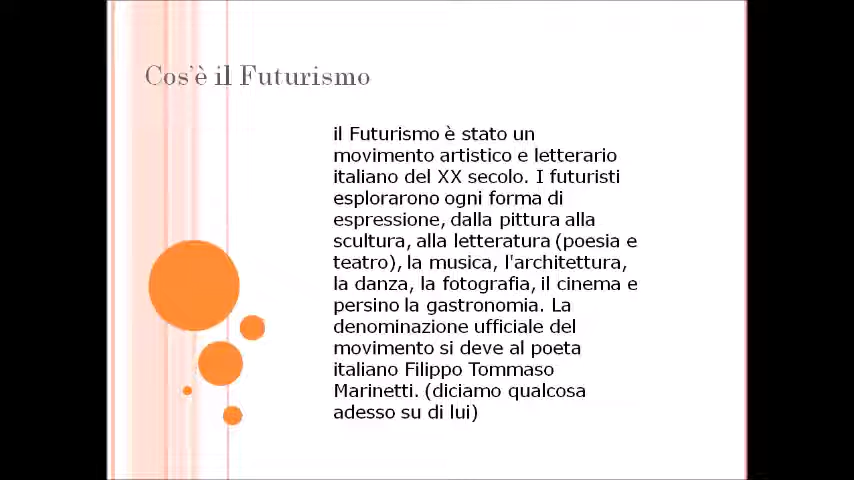 Cos'è il Futurismo
il Futurismo è stato un
movimento artistico e letterario
italiano del XX secolo. I futuristi
esplorarono ogni forma di
espressione, dalla pittura alla
scultura, alla letteratura (poesia e
teatro), la musica, l'architettura,
la danza, la fotografia, il cinema e
persino la gastronomia. La
denominazione ufficiale del
movimento si deve al poeta
italiano Filippo Tommaso
Marinetti. (diciamo qualcosa
adesso su di lui)